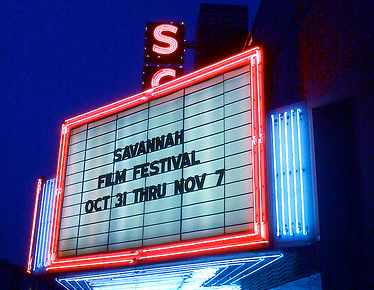 S
C
SAVANNAH
FILM FESTIVAL
OCT 31 THRU NOV 7